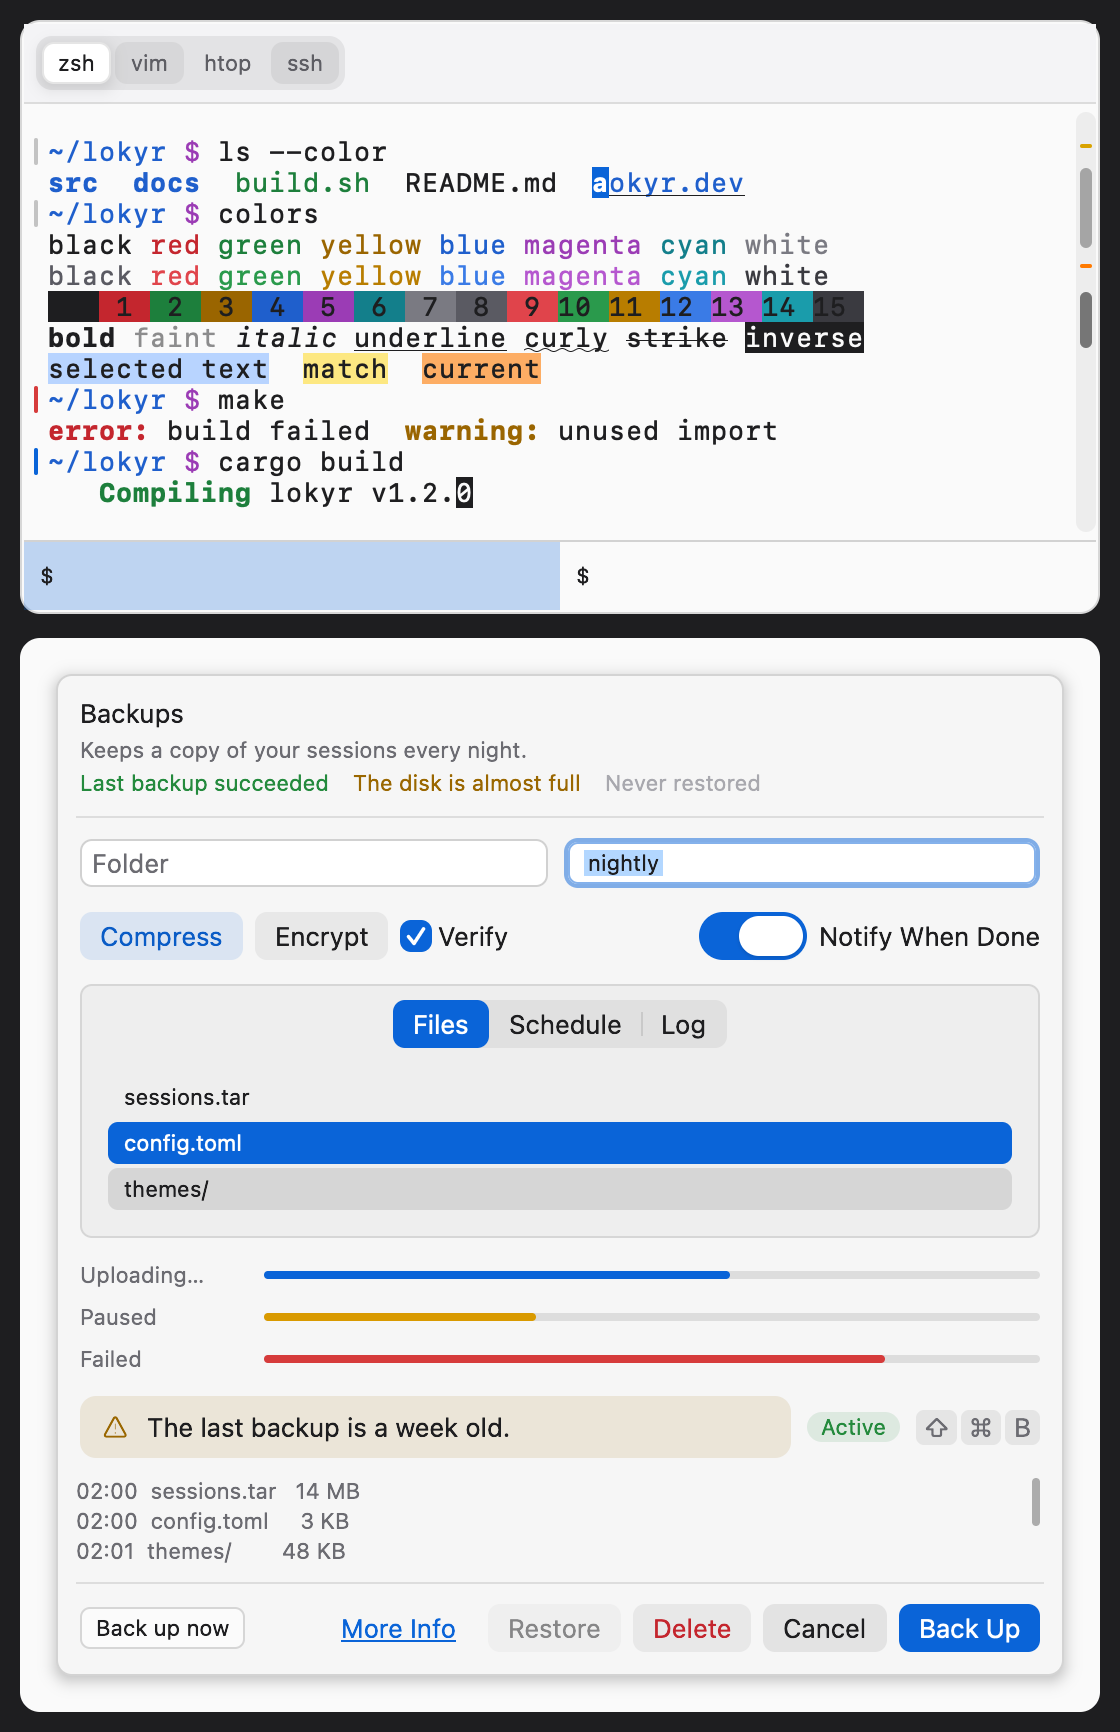 zsh vim htop ssh
~/lokyr $ ls --color
src docs build.sh README.md aokyr.dev
~/lokyr $ colors
black red green yellow blue magenta cyan white
black red green yellow blue magenta cyan white
1 2 3 4 5 6 7 8 9 10 11 12 13 14 15
bold faint italic underline curly strike inverse
selected text match current
~/lokyr $ make
error: build failed warning: unused import
~/lokyr $ cargo build
Compiling lokyr v1.2.0
$ $
Backups
Keeps a copy of your sessions every night.
Last backup succeeded The disk is almost full Never restored
Folder nightly
Compress Encrypt Verify Notify When Done
Files Schedule Log
sessions.tar
config.toml
themes/
Uploading...
Paused
Failed
The last backup is a week old. Active ⇧ ⌘ B
02:00 sessions.tar 14 MB
02:00 config.toml 3 KB
02:01 themes/ 48 KB
Back up now More Info Restore Delete Cancel Back Up